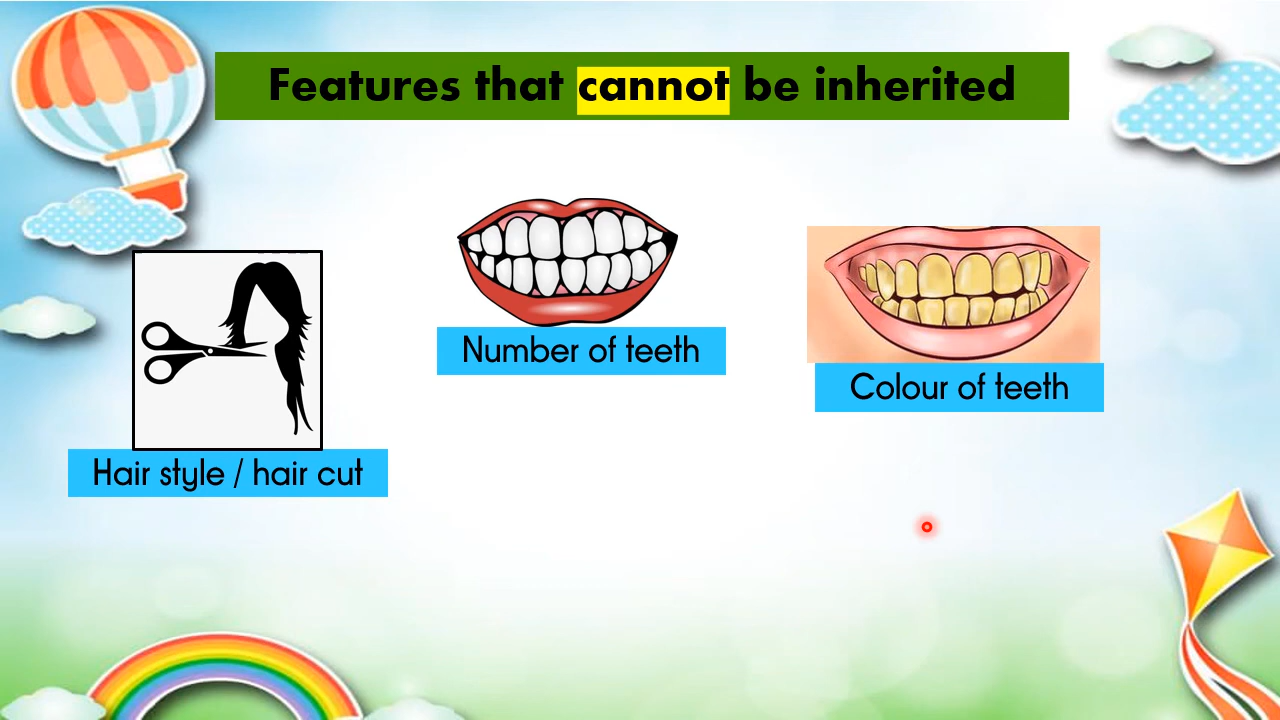 Features that cannot be inherited
Number of teeth
Colour of teeth
Hair style / hair cut